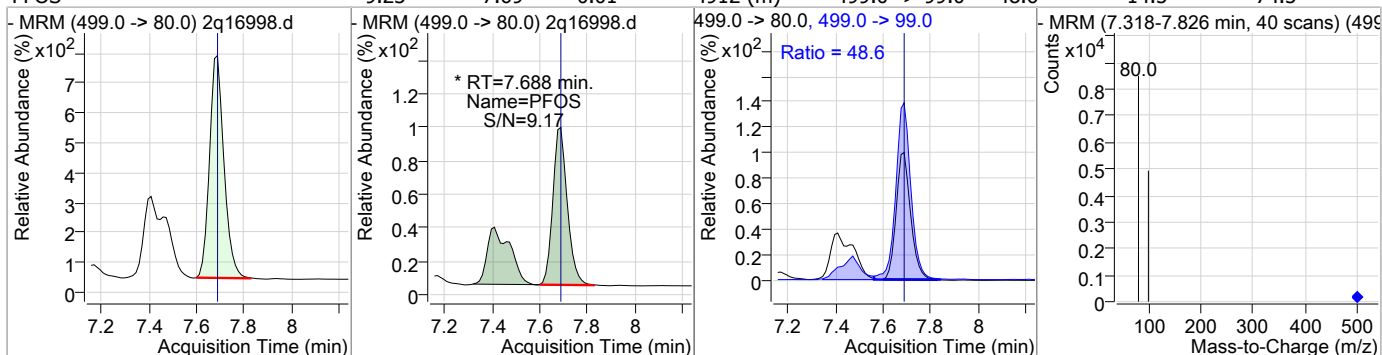 - MRM (499.0 -> 80.0) 2q16998.d
Relative Abundance (%)
x10²
7
6
5
4
3
2
1
0
7.2 7.4 7.6 7.8 8
Acquisition Time (min)
- MRM (499.0 -> 80.0) 2q16998.d
Relative Abundance (%)
x10²
* RT=7.688 min.
Name=PFOS
S/N=9.17
1.2
1
0.8
0.6
0.4
0.2
0
7.2 7.4 7.6 7.8 8
Acquisition Time (min)
499.0 -> 80.0, 499.0 -> 99.0
Relative Abundance (%)
x10²
Ratio = 48.6
1.4
1.2
1
0.8
0.6
0.4
0.2
0
7.2 7.4 7.6 7.8 8
Acquisition Time (min)
- MRM (7.318-7.826 min, 40 scans) (499
Counts
x10⁴
80.0
0.8
0.7
0.6
0.5
0.4
0.3
0.2
0.1
0
100 200 300 400 500
Mass-to-Charge (m/z)